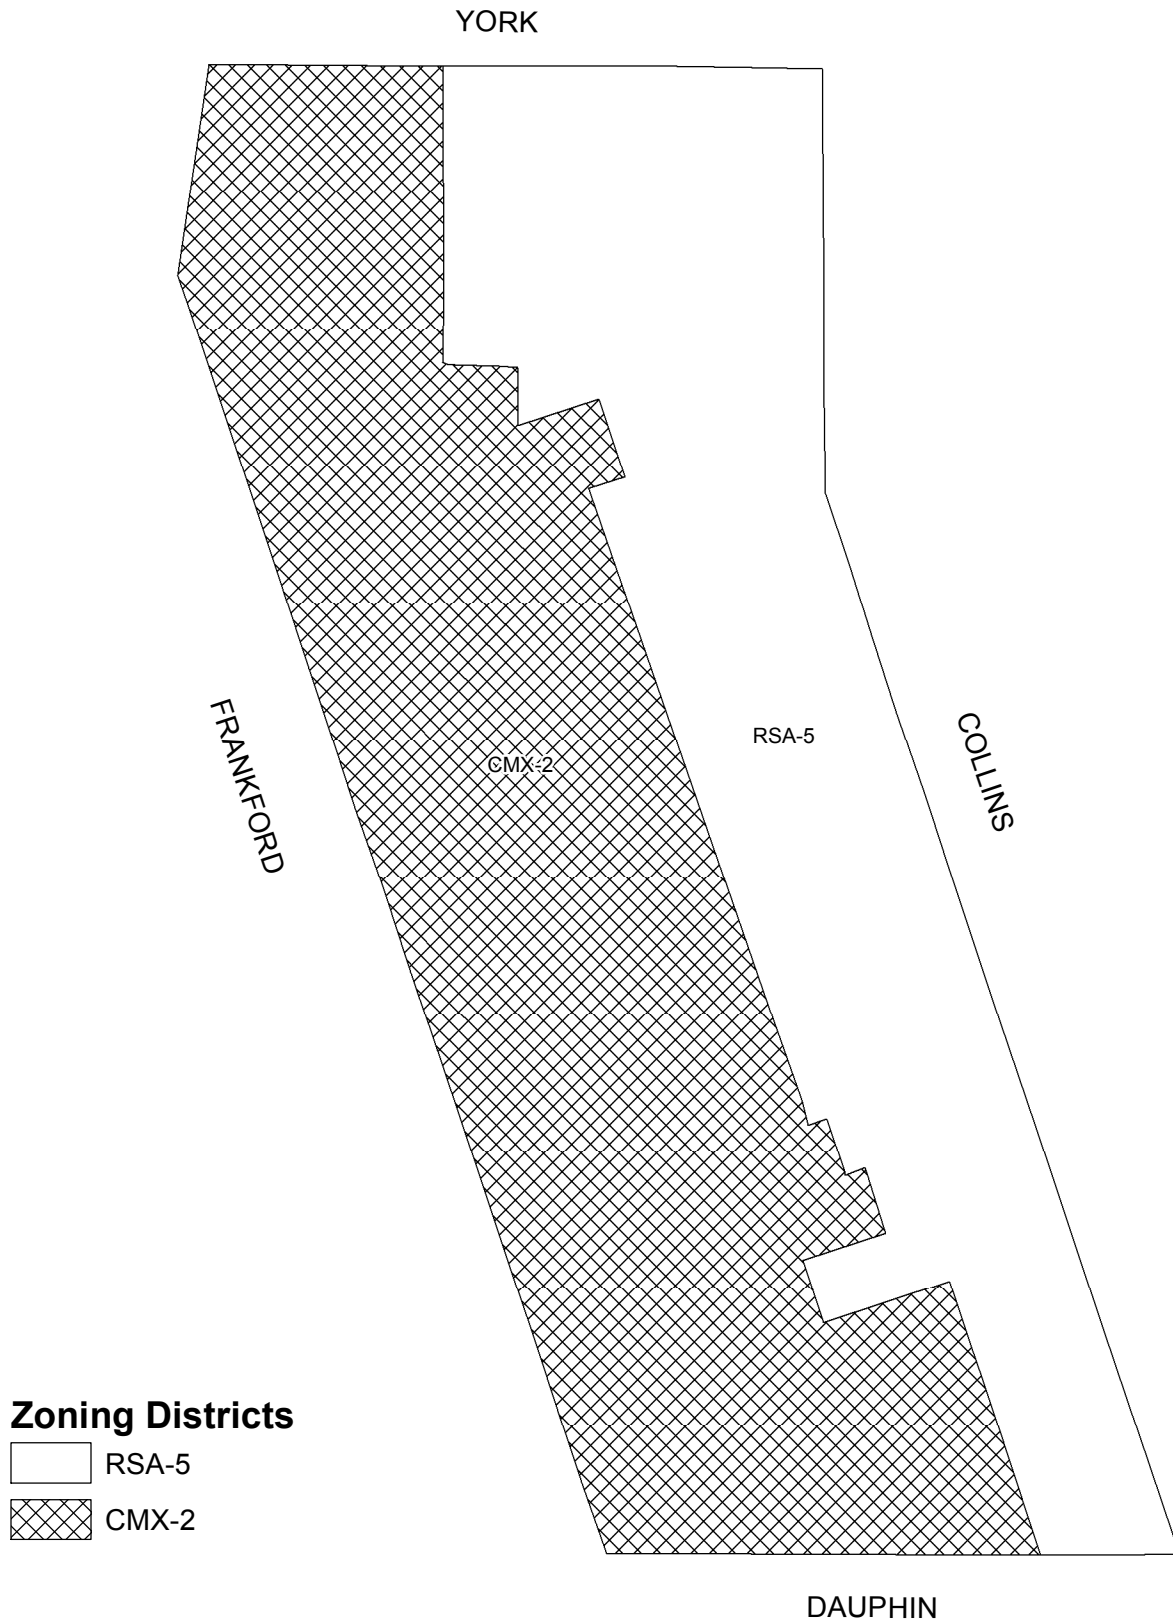 YORK
FRANKFORD
CMX-2
RSA-5
COLLINS
Zoning Districts
RSA-5
CMX-2
DAUPHIN